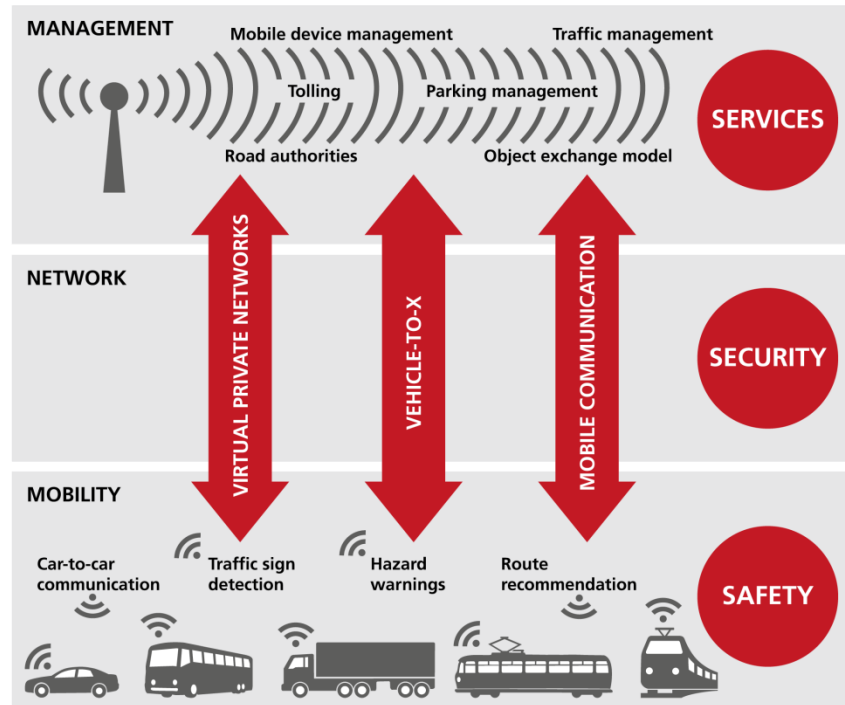 MANAGEMENT
Mobile device management
Traffic management
Tolling
Parking management
SERVICES
Road authorities
Object exchange model
VIRTUAL PRIVATE NETWORKS
VEHICLE-TO-X
MOBILE COMMUNICATION
NETWORK
SECURITY
MOBILITY
Car-to-car
communication
Traffic sign
detection
Hazard
warnings
Route
recommendation
SAFETY